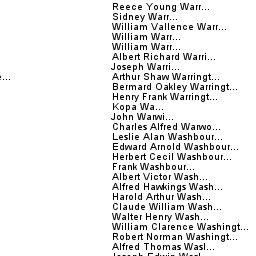 Reece Young Warr...
Sidney Warr...
William Vallence Warr...
William Warr...
William Warr...
Albert Richard Warri...
Joseph Warri...
Arthur Shaw Warringt...
Bermard Oakley Warringt...
Henry Frank Warringt...
Kopa Wa...
John Warwi...
Charles Alfred Warwo...
Leslie Alan Washbour...
Edward Arnold Washbour...
Herbert Cecil Washbour...
Frank Washbour...
Albert Victor Wash...
Alfred Hawkings Wash...
Harold Arthur Wash...
Claude William Wash...
Walter Henry Wash...
William Clarence Washingt...
Robert Norman Washingt...
Alfred Thomas Wasl...
Joseph Edwin Wasl...